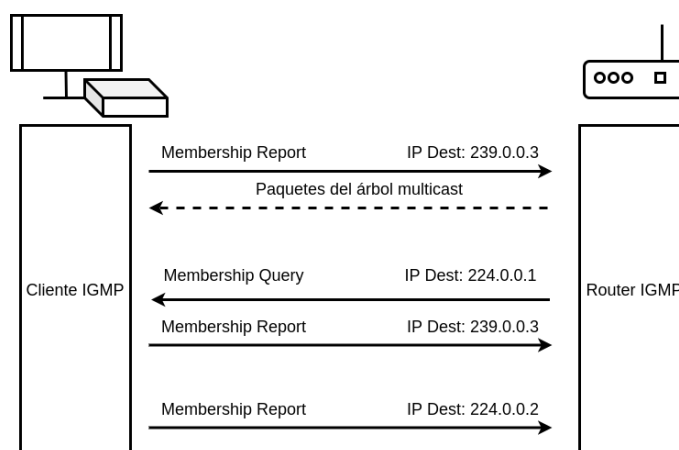 Membership Report IP Dest: 239.0.0.3
Paquetes del árbol multicast
Membership Query IP Dest: 224.0.0.1
Cliente IGMP
Router IGMP
Membership Report IP Dest: 239.0.0.3
Membership Report IP Dest: 224.0.0.2